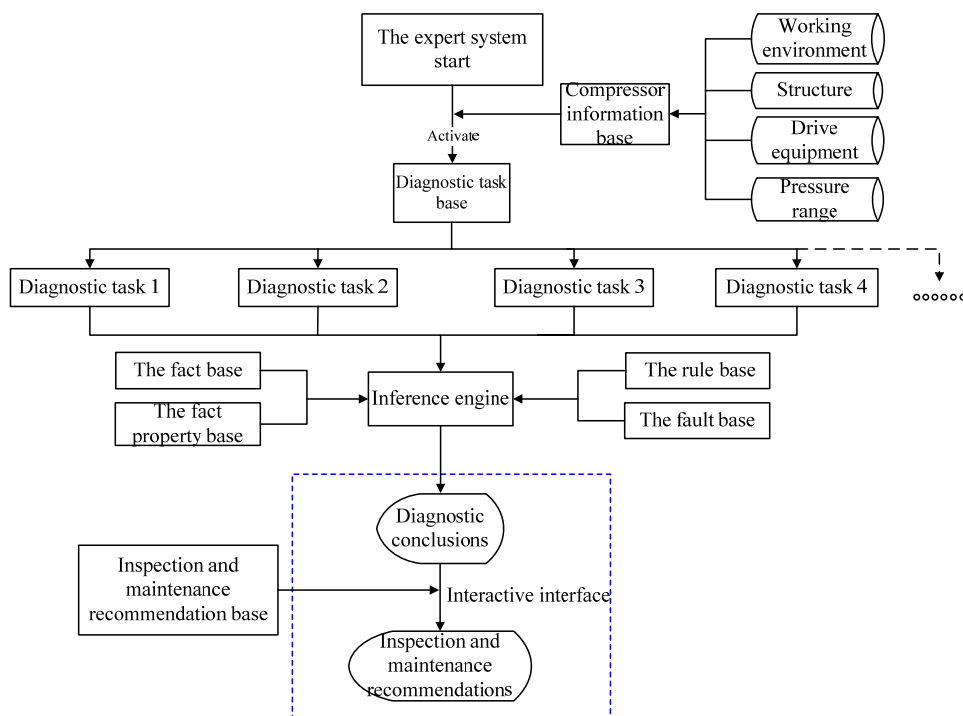 The expert system
start
Working
environment
Structure
Compressor
information
base
Drive
equipment
Activate
Pressure
range
Diagnostic task
base
Diagnostic task 1
Diagnostic task 2
Diagnostic task 3
Diagnostic task 4
The fact base
The fact
property base
Inference engine
The rule base
The fault base
Diagnostic
conclusions
Inspection and
maintenance
recommendation base
Interactive interface
Inspection and
maintenance
recommendations